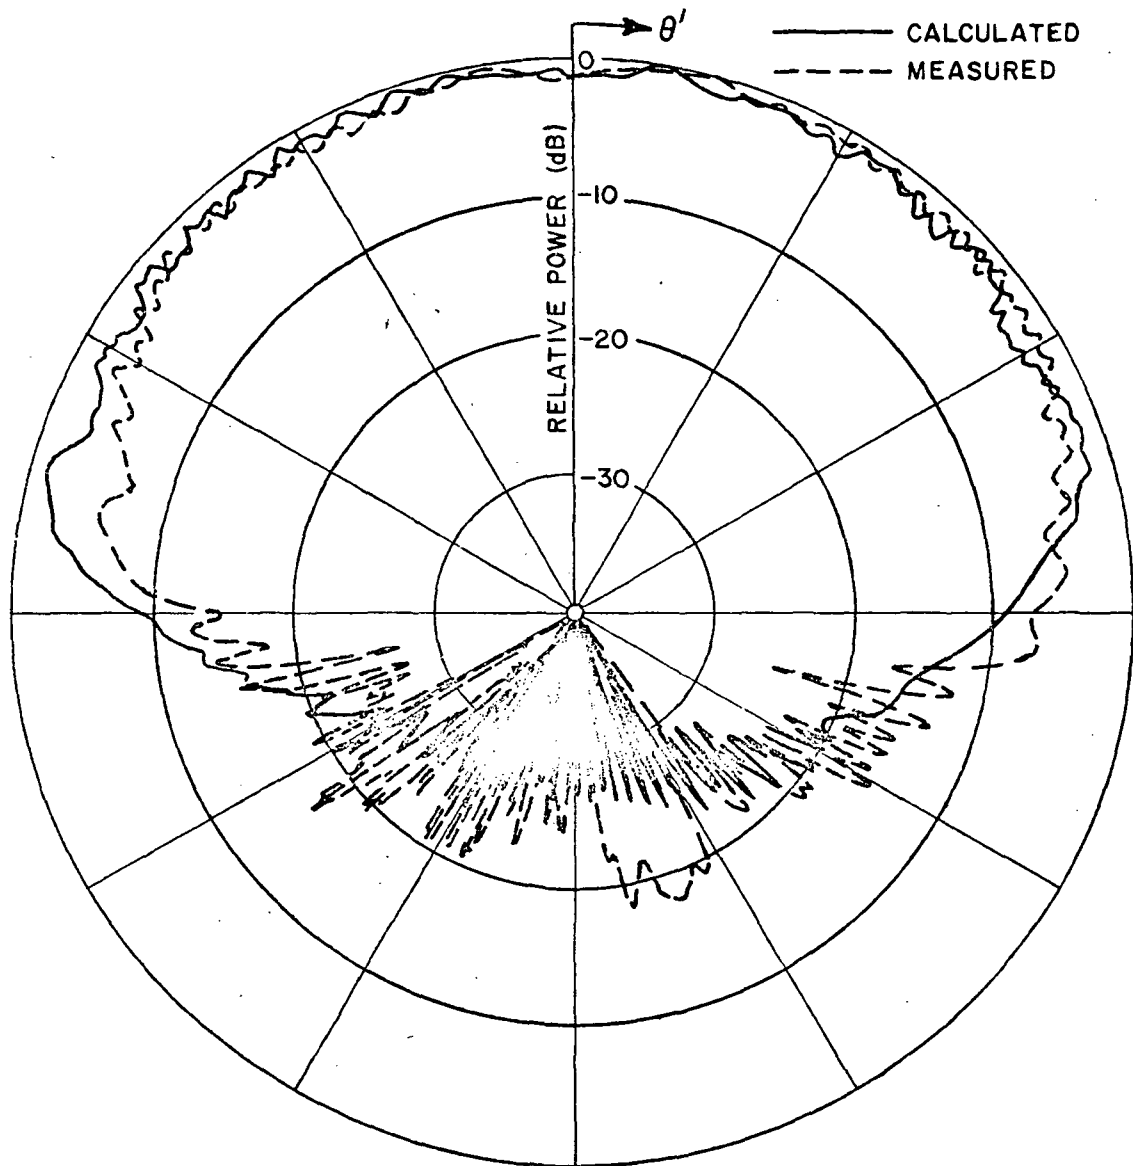 θ'
CALCULATED
MEASURED
0
RELATIVE POWER (dB)
-10
-20
-30